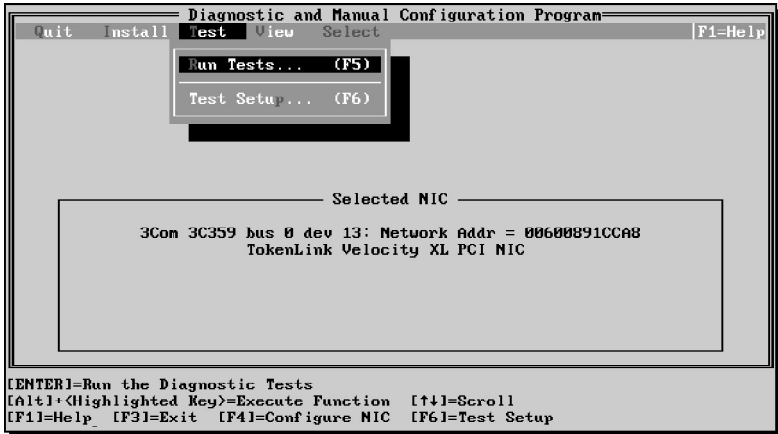 Diagnostic and Manual Configuration Program
Quit Install Test View Select F1=Help
Run Tests... (F5)
Test Setup... (F6)
Selected NIC
3Com 3C359 bus 0 dev 13: Network Addr = 00600891CCA8
TokenLink Velocity XL PCI NIC
[ENTER]=Run the Diagnostic Tests
[Alt]+<Highlighted Key>=Execute Function [↑↓]=Scroll
[F1]=Help_ [F3]=Exit [F4]=Configure NIC [F6]=Test Setup